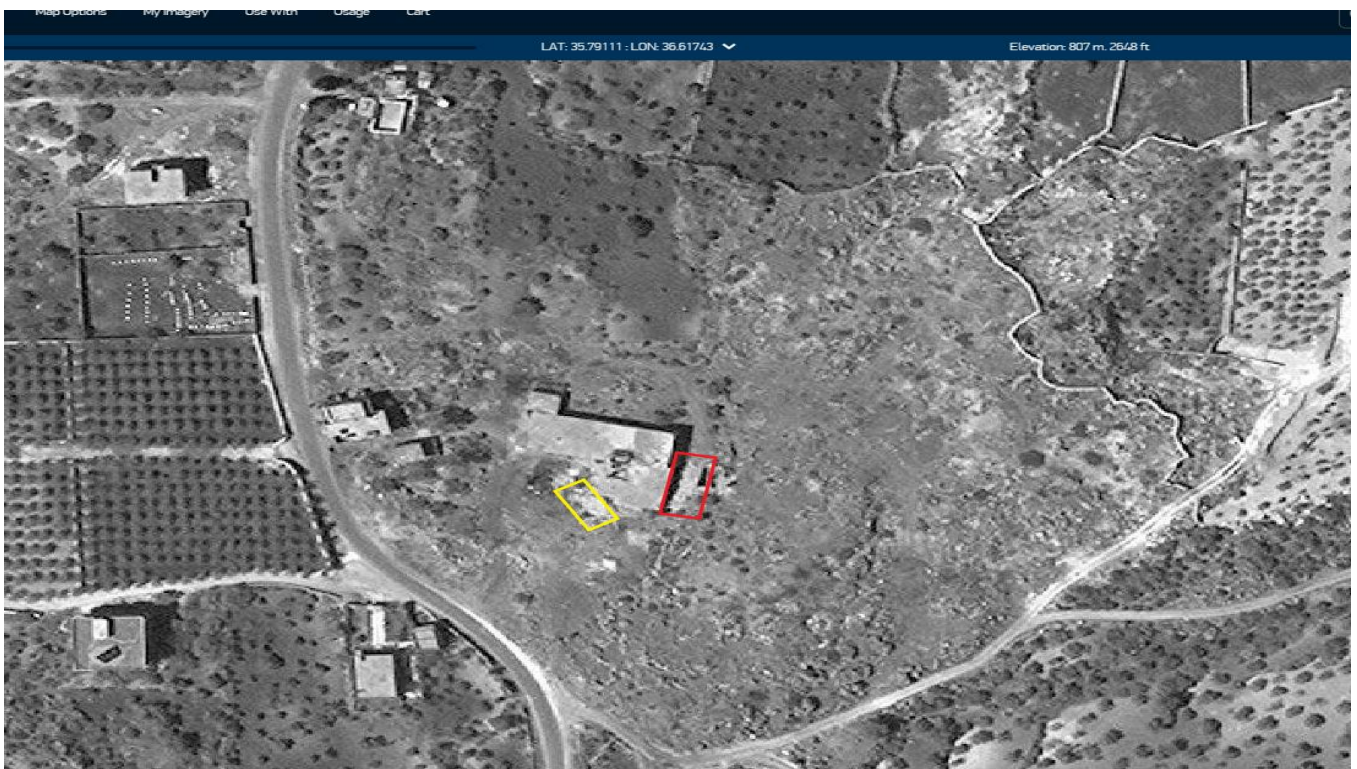 Map Options My Imagery Use With Usage Cart
LAT: 35.79111 : LON: 36.61743 Elevation: 807 m. 2648 ft